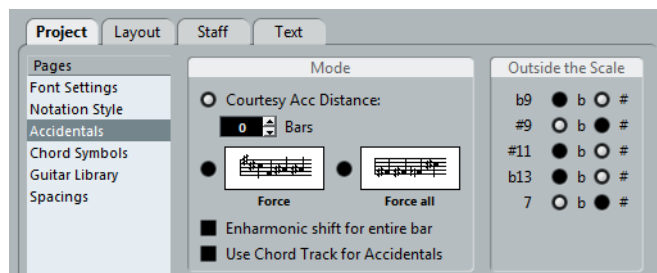 Project Layout Staff Text
Pages
Font Settings
Notation Style
Accidentals
Chord Symbols
Guitar Library
Spacings
Mode
Courtesy Acc Distance:
0 Bars
Force Force all
Enharmonic shift for entire bar
Use Chord Track for Accidentals
Outside the Scale
b9 b #
#9 b #
#11 b #
b13 b #
7 b #